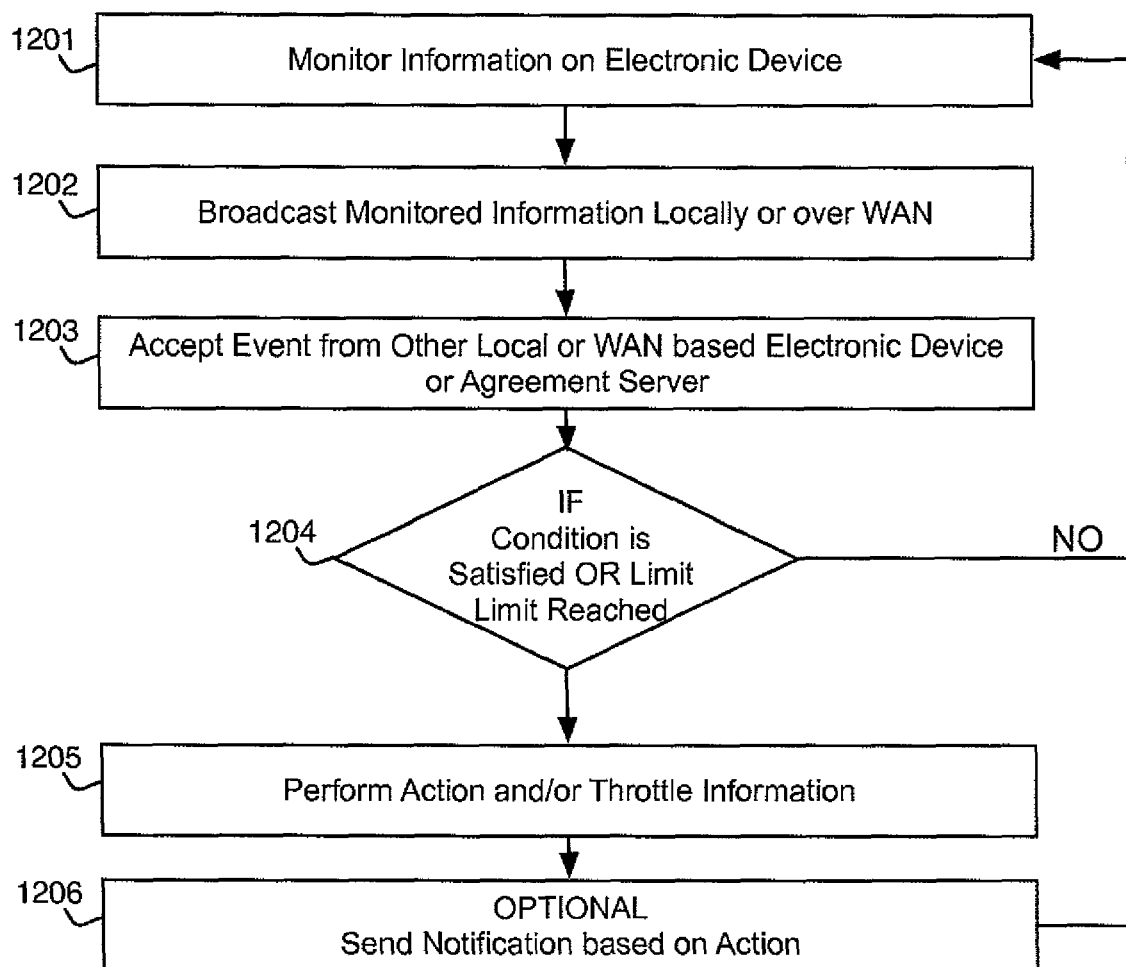 1201
Monitor Information on Electronic Device
1202
Broadcast Monitored Information Locally or over WAN
1203
Accept Event from Other Local or WAN based Electronic Device
or Agreement Server
1204
IF
Condition is
Satisfied OR Limit
Limit Reached
NO
1205
Perform Action and/or Throttle Information
1206
OPTIONAL
Send Notification based on Action